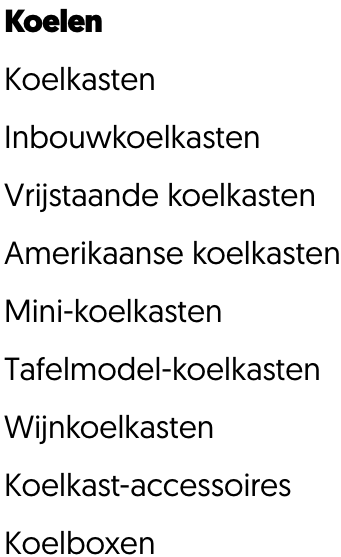 Koelen
Koelkasten
Inbouwkoelkasten
Vrijstaande koelkasten
Amerikaanse koelkasten
Mini-koelkasten
Tafelmodel-koelkasten
Wijnkoelkasten
Koelkast-accessoires
Koelboxen